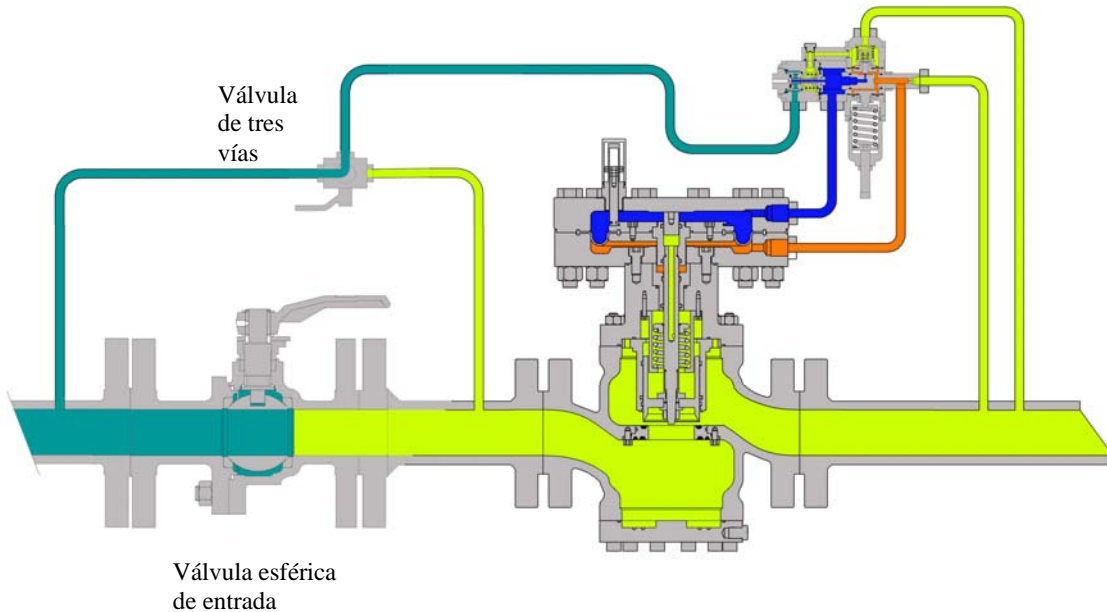 Válvula
de tres
vías
Válvula esférica
de entrada